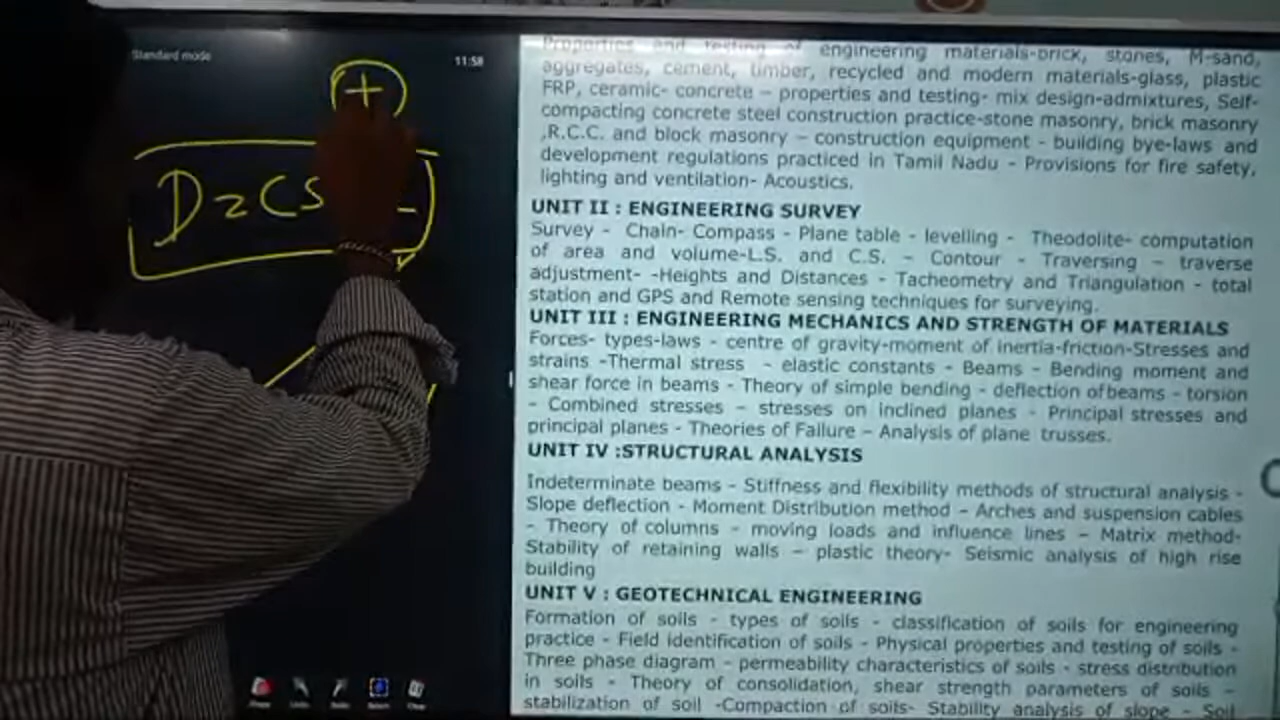 Standard mode
11:58
+
D = CS
Properties and testing of engineering materials-brick, stones, M-sand,
aggregates, cement, timber, recycled and modern materials-glass, plastic
FRP, ceramic- concrete – properties and testing- mix design-admixtures, Self-
compacting concrete steel construction practice-stone masonry, brick masonry
,R.C.C. and block masonry – construction equipment - building bye-laws and
development regulations practiced in Tamil Nadu - Provisions for fire safety,
lighting and ventilation- Acoustics.
UNIT II : ENGINEERING SURVEY
Survey - Chain- Compass - Plane table - levelling - Theodolite- computation
of area and volume-L.S. and C.S. – Contour - Traversing – traverse
adjustment- -Heights and Distances - Tacheometry and Triangulation - total
station and GPS and Remote sensing techniques for surveying.
UNIT III : ENGINEERING MECHANICS AND STRENGTH OF MATERIALS
Forces- types-laws - centre of gravity-moment of inertia-friction-Stresses and
strains -Thermal stress – elastic constants - Beams - Bending moment and
shear force in beams - Theory of simple bending - deflection of beams - torsion
- Combined stresses – stresses on inclined planes - Principal stresses and
principal planes - Theories of Failure – Analysis of plane trusses.
UNIT IV :STRUCTURAL ANALYSIS
Indeterminate beams - Stiffness and flexibility methods of structural analysis -
Slope deflection - Moment Distribution method – Arches and suspension cables
– Theory of columns - moving loads and influence lines – Matrix method-
Stability of retaining walls – plastic theory- Seismic analysis of high rise
building
UNIT V : GEOTECHNICAL ENGINEERING
Formation of soils - types of soils - classification of soils for engineering
practice - Field identification of soils - Physical properties and testing of soils -
Three phase diagram – permeability characteristics of soils - stress distribution
in soils - Theory of consolidation, shear strength parameters of soils –
stabilization of soil -Compaction of soils- Stability analysis of slope – Soil